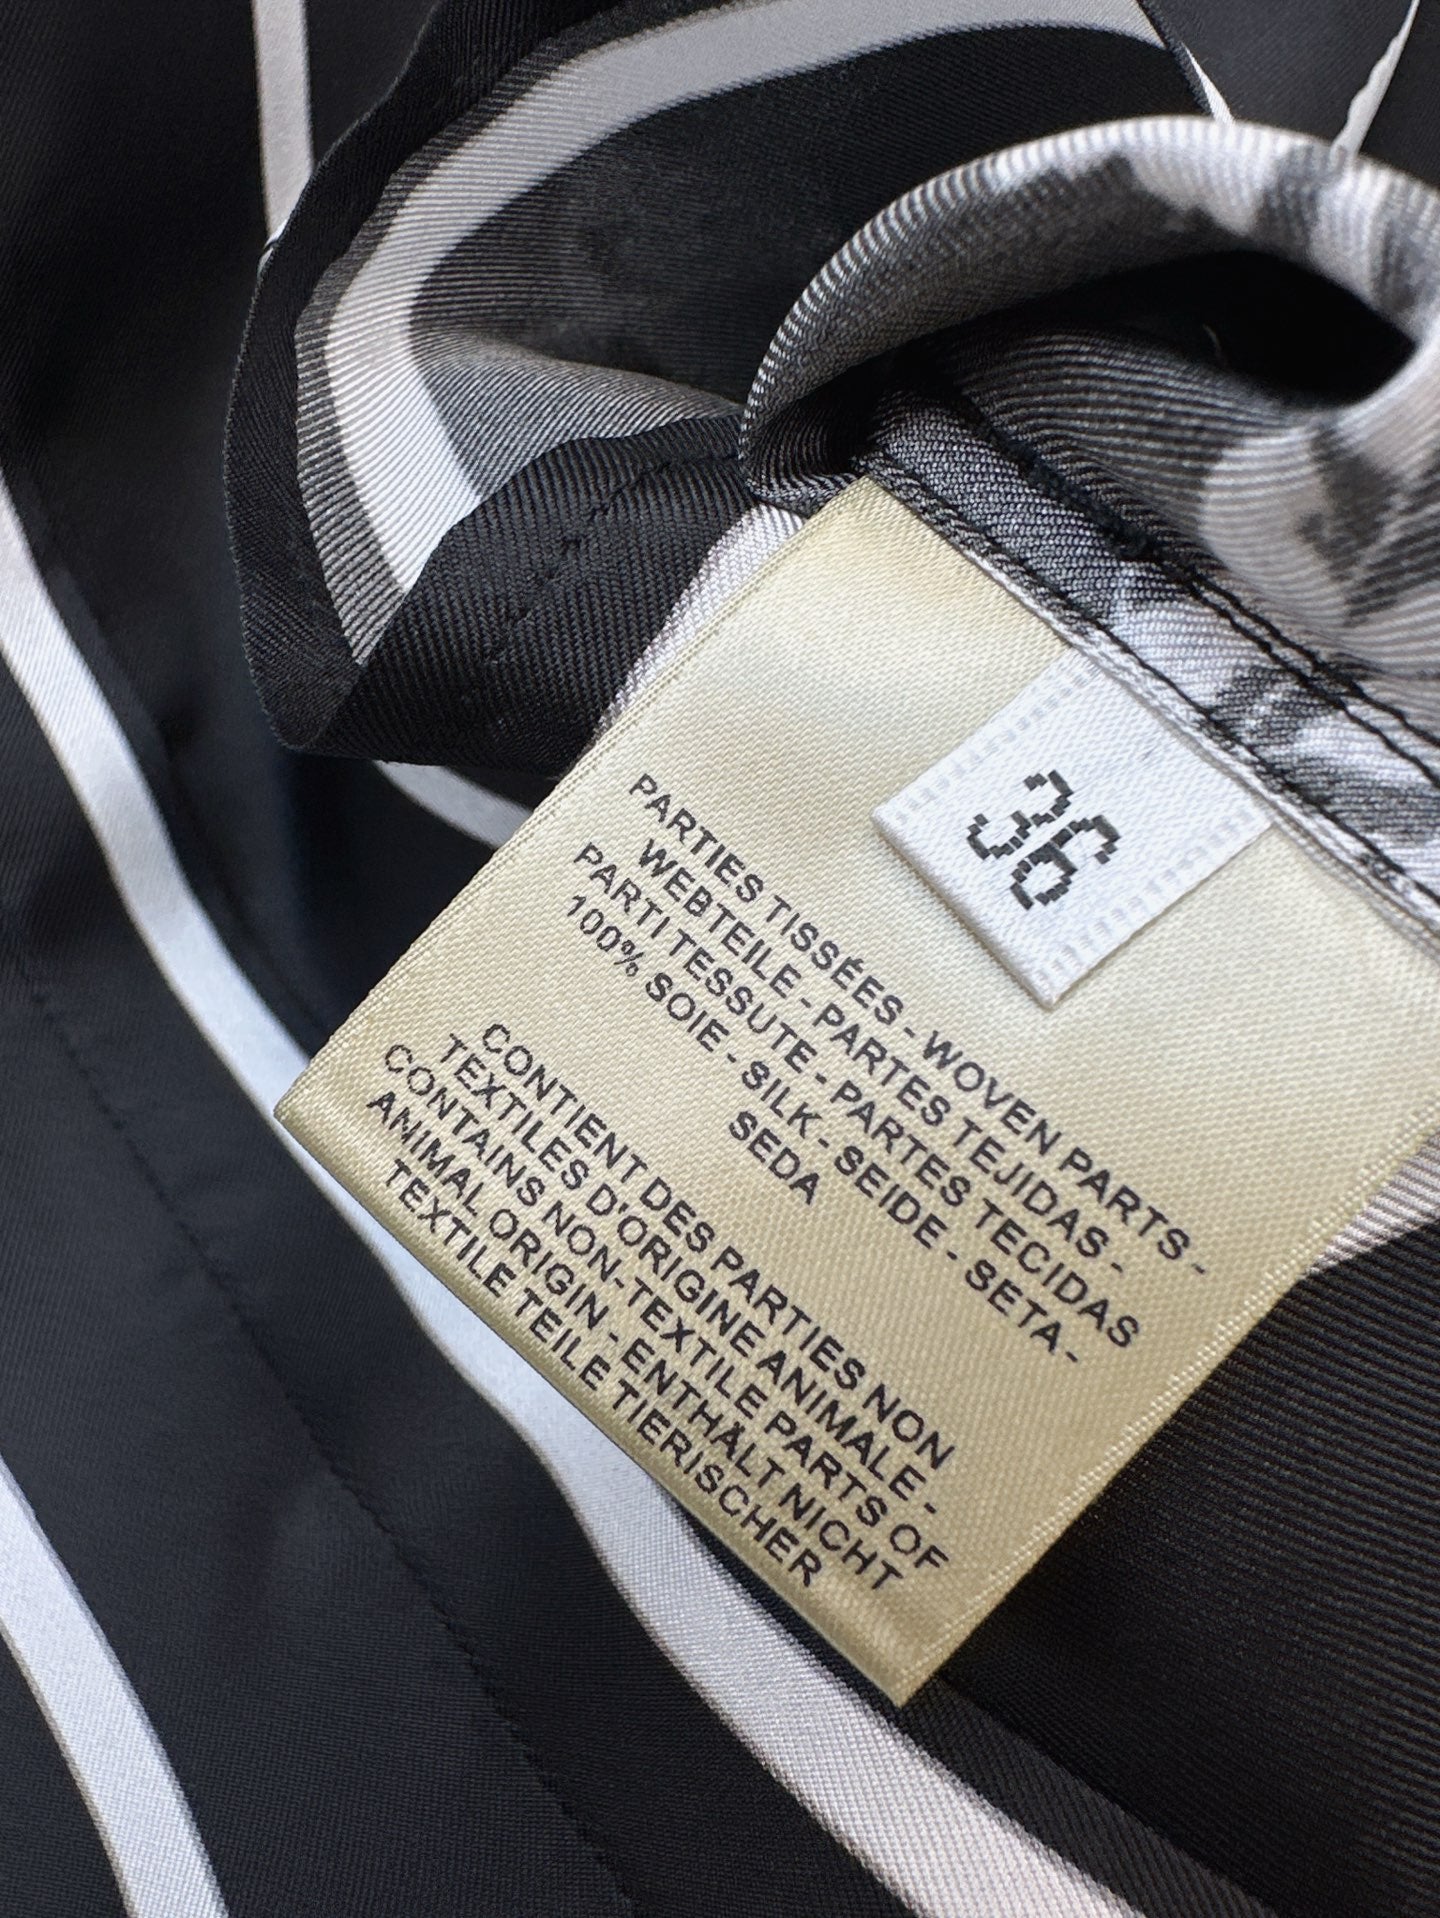 36
PARTIES TISSÉES - WOVEN PARTS -
WEBTEILE - PARTES TEJIDAS -
PARTI TESSUTE - PARTES TECIDAS
100% SOIE - SILK - SEIDE - SETA -
SEDA
CONTIENT DES PARTIES NON
TEXTILES D'ORIGINE ANIMALE -
CONTAINS NON-TEXTILE PARTS OF
ANIMAL ORIGIN - ENTHÄLT NICHT
TEXTILE TEILE TIERISCHER